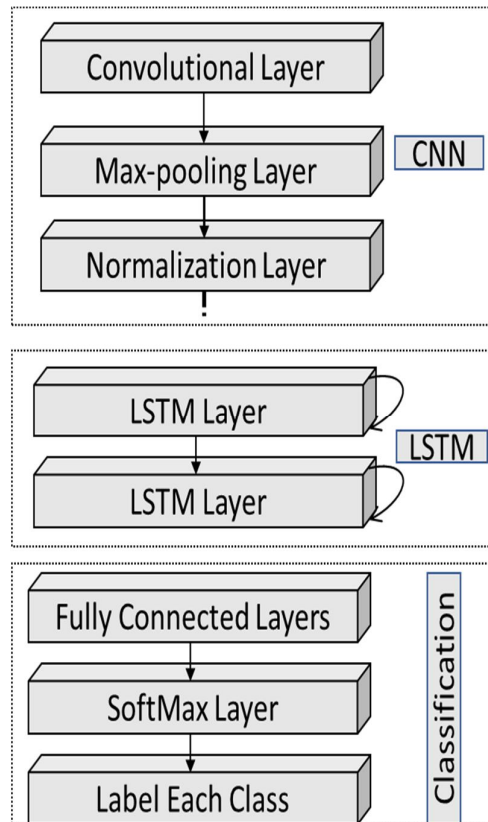 Convolutional Layer
Max-pooling Layer
CNN
Normalization Layer
LSTM Layer
LSTM
LSTM Layer
Fully Connected Layers
SoftMax Layer
Classification
Label Each Class